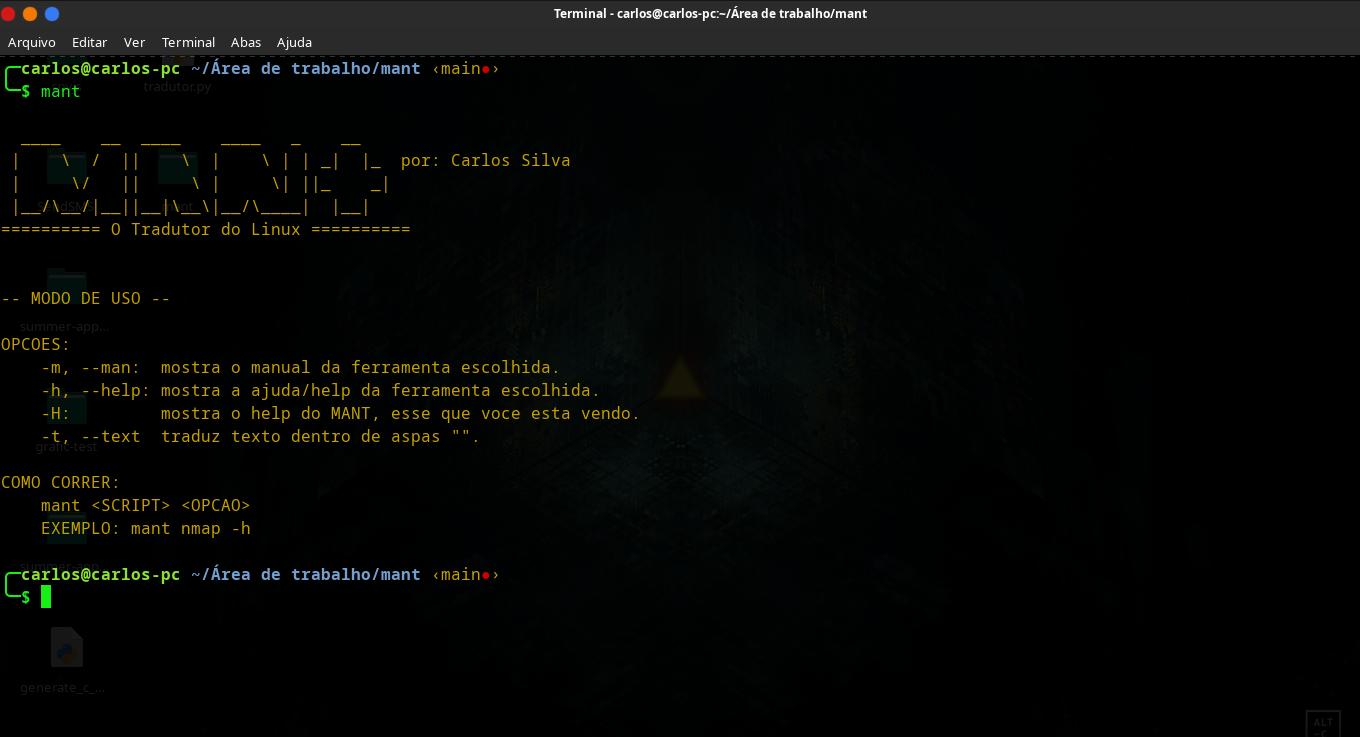 Terminal - carlos@carlos-pc:~/Área de trabalho/mant
Arquivo Editar Ver Terminal Abas Ajuda
carlos@carlos-pc ~/Área de trabalho/mant ‹main●›
$ mant
tradutor.py
MANT
por: Carlos Silva
========== O Tradutor do Linux ==========
-- MODO DE USO --
summer-app...
OPCOES:
-m, --man: mostra o manual da ferramenta escolhida.
-h, --help: mostra a ajuda/help da ferramenta escolhida.
-H: mostra o help do MANT, esse que voce esta vendo.
-t, --text traduz texto dentro de aspas "".
grafic-test
COMO CORRER:
mant <SCRIPT> <OPCAO>
EXEMPLO: mant nmap -h
carlos@carlos-pc ~/Área de trabalho/mant ‹main●›
$
generate_c_...
ALT